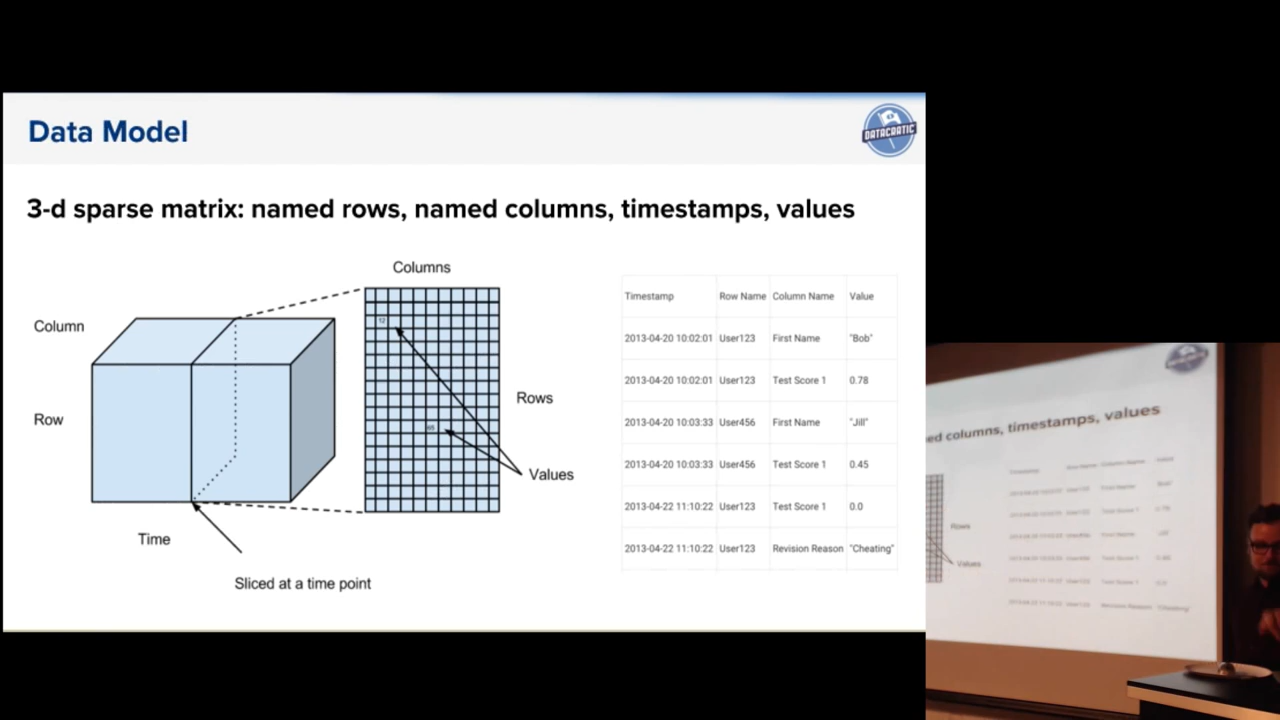 Data Model
DATACRATIC
3-d sparse matrix: named rows, named columns, timestamps, values
Columns
Column
Row
12
Rows
Values
Time
Sliced at a time point
Timestamp Row Name Column Name Value
2013-04-20 10:02:01 User123 First Name "Bob"
2013-04-20 10:02:01 User123 Test Score 1 0.78
2013-04-20 10:03:33 User456 First Name "Jill"
2013-04-20 10:03:33 User456 Test Score 1 0.45
2013-04-22 11:10:22 User123 Test Score 1 0.0
2013-04-22 11:10:22 User123 Revision Reason "Cheating"
ed columns, timestamps, values
Rows
Values